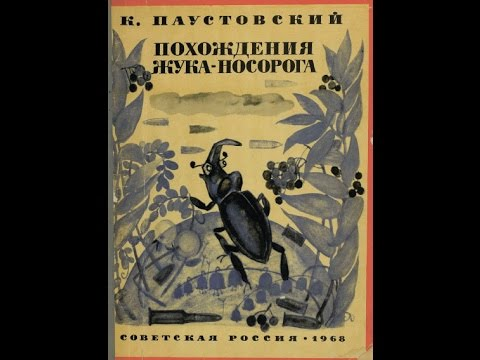 К. ПАУСТОВСКИЙ
ПОХОЖДЕНИЯ
ЖУКА-НОСОРОГА
СОВЕТСКАЯ РОССИЯ • 1968